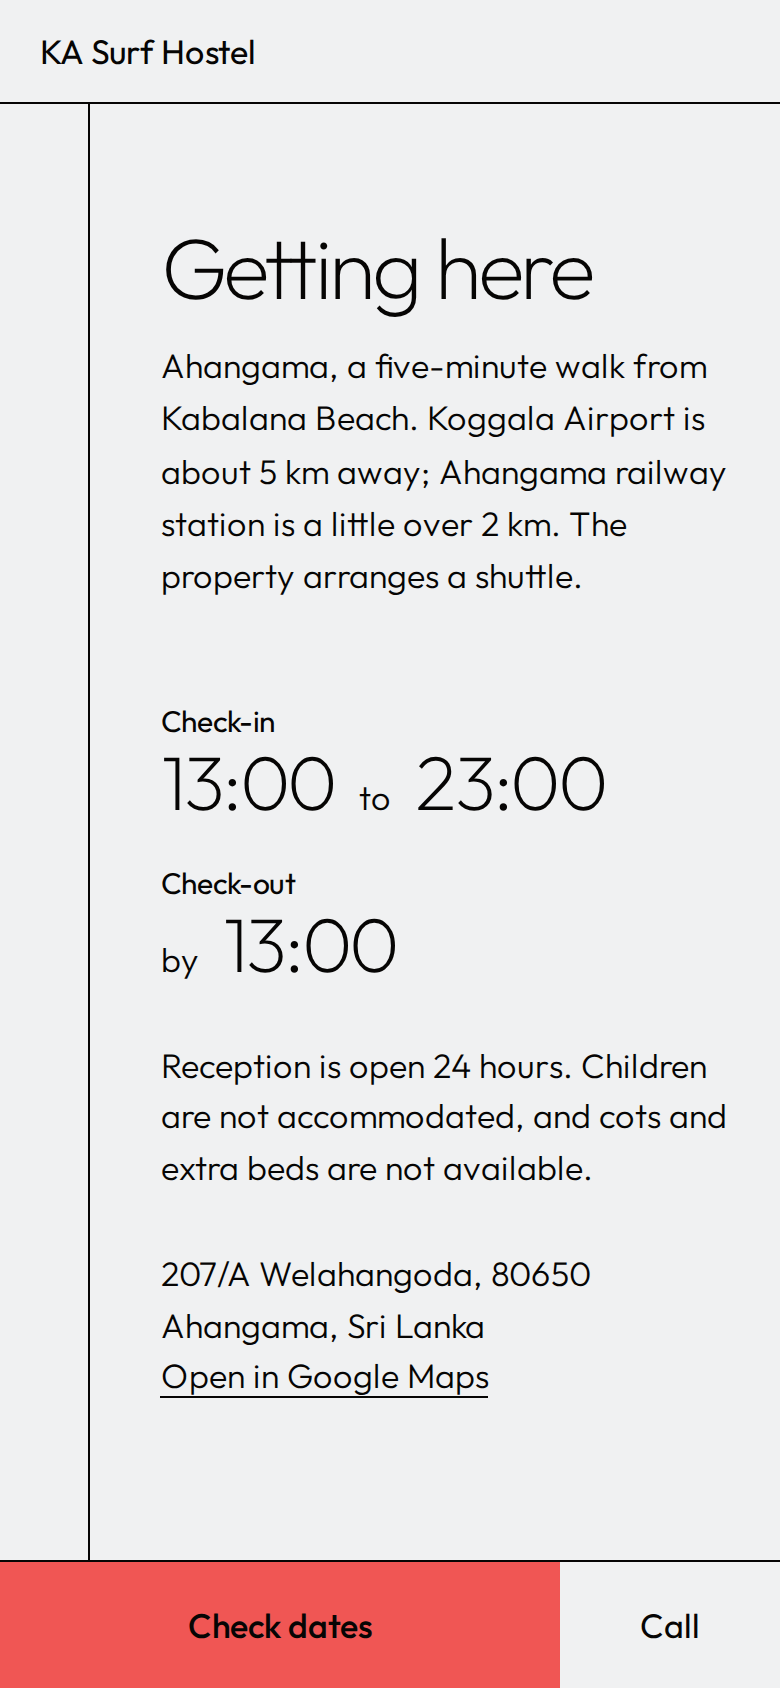 KA Surf Hostel
Getting here
Ahangama, a five-minute walk from
Kabalana Beach. Koggala Airport is
about 5 km away; Ahangama railway
station is a little over 2 km. The
property arranges a shuttle.
Check-in
13:00 to 23:00
Check-out
by 13:00
Reception is open 24 hours. Children
are not accommodated, and cots and
extra beds are not available.
207/A Welahangoda, 80650
Ahangama, Sri Lanka
Open in Google Maps
Check dates
Call